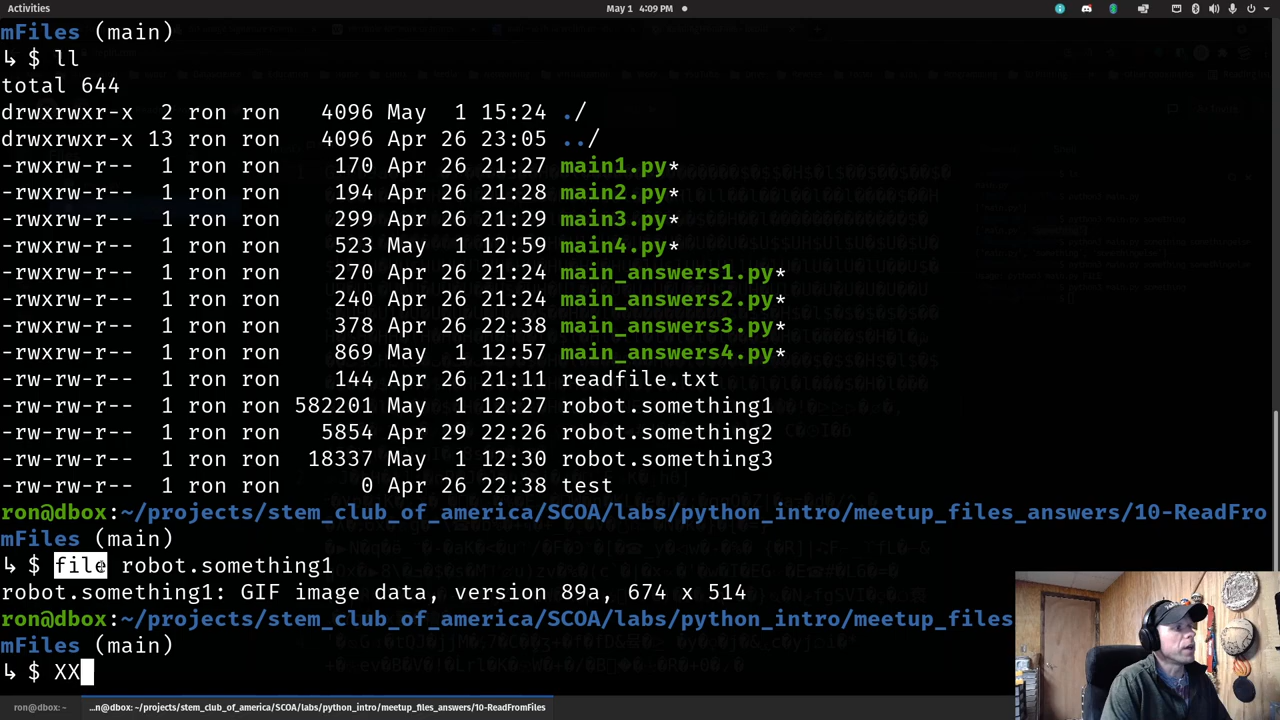 Activities
May 1 4:09 PM
mFiles (main)
↳ $ ll
total 644
drwxrwxr-x 2 ron ron 4096 May 1 15:24 ./
drwxrwxr-x 13 ron ron 4096 Apr 26 23:05 ../
-rwxrw-r-- 1 ron ron 170 Apr 26 21:27 main1.py*
-rwxrw-r-- 1 ron ron 194 Apr 26 21:28 main2.py*
-rwxrw-r-- 1 ron ron 299 Apr 26 21:29 main3.py*
-rwxrw-r-- 1 ron ron 523 May 1 12:59 main4.py*
-rwxrw-r-- 1 ron ron 270 Apr 26 21:24 main_answers1.py*
-rwxrw-r-- 1 ron ron 240 Apr 26 21:24 main_answers2.py*
-rwxrw-r-- 1 ron ron 378 Apr 26 22:38 main_answers3.py*
-rwxrw-r-- 1 ron ron 869 May 1 12:57 main_answers4.py*
-rw-rw-r-- 1 ron ron 144 Apr 26 21:11 readfile.txt
-rw-rw-r-- 1 ron ron 582201 May 1 12:27 robot.something1
-rw-rw-r-- 1 ron ron 5854 Apr 29 22:26 robot.something2
-rw-rw-r-- 1 ron ron 18337 May 1 12:30 robot.something3
-rw-rw-r-- 1 ron ron 0 Apr 26 22:38 test
ron@dbox:~/projects/stem_club_of_america/SCOA/labs/python_intro/meetup_files_answers/10-ReadFro
mFiles (main)
↳ $ file robot.something1
robot.something1: GIF image data, version 89a, 674 x 514
ron@dbox:~/projects/stem_club_of_america/SCOA/labs/python_intro/meetup_files
mFiles (main)
↳ $ XX
ron@dbox: ~
...n@dbox: ~/projects/stem_club_of_america/SCOA/labs/python_intro/meetup_files_answers/10-ReadFromFiles